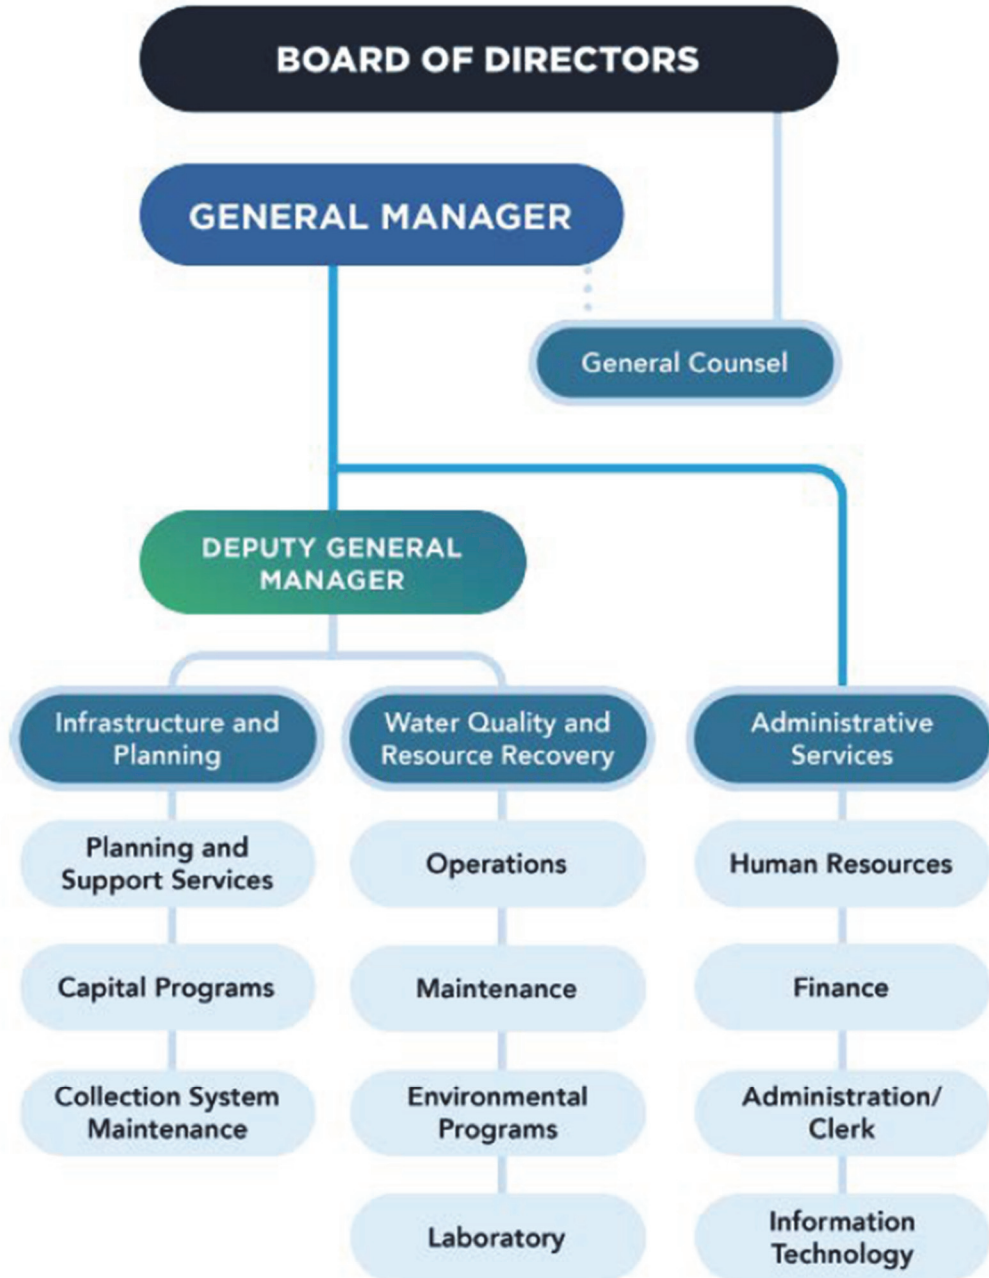 BOARD OF DIRECTORS
GENERAL MANAGER
General Counsel
DEPUTY GENERAL
MANAGER
Infrastructure and
Planning
Planning and
Support Services
Capital Programs
Collection System
Maintenance
Water Quality and
Resource Recovery
Operations
Maintenance
Environmental
Programs
Laboratory
Administrative
Services
Human Resources
Finance
Administration/
Clerk
Information
Technology